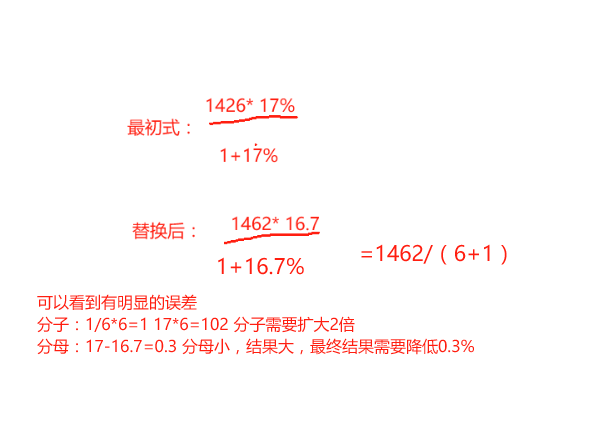 1426* 17%
最初式：
1+17%
1462* 16.7
替换后：
1+16.7%
=1462/（6+1）
可以看到有明显的误差
分子：1/6*6=1 17*6=102 分子需要扩大2倍
分母：17-16.7=0.3 分母小，结果大，最终结果需要降低0.3%